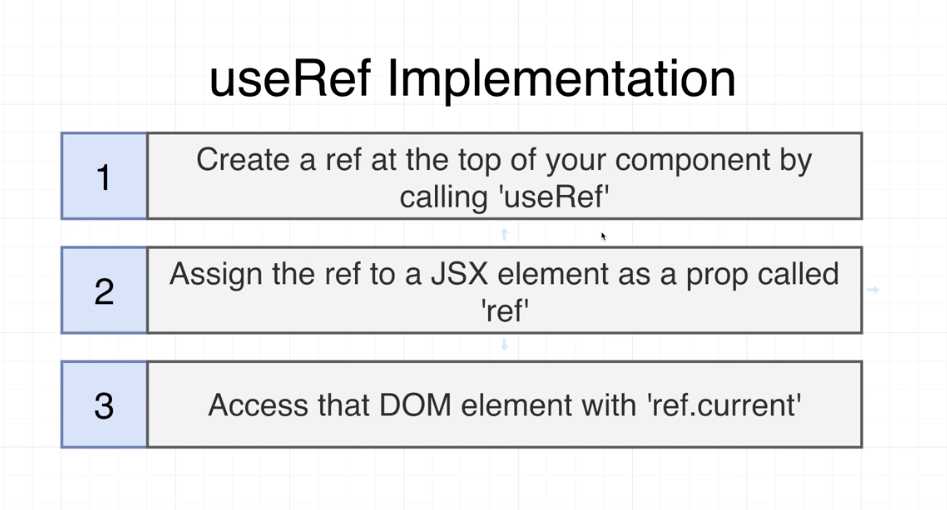 useRef Implementation
1
Create a ref at the top of your component by
calling 'useRef'
2
Assign the ref to a JSX element as a prop called
'ref'
3
Access that DOM element with 'ref.current'